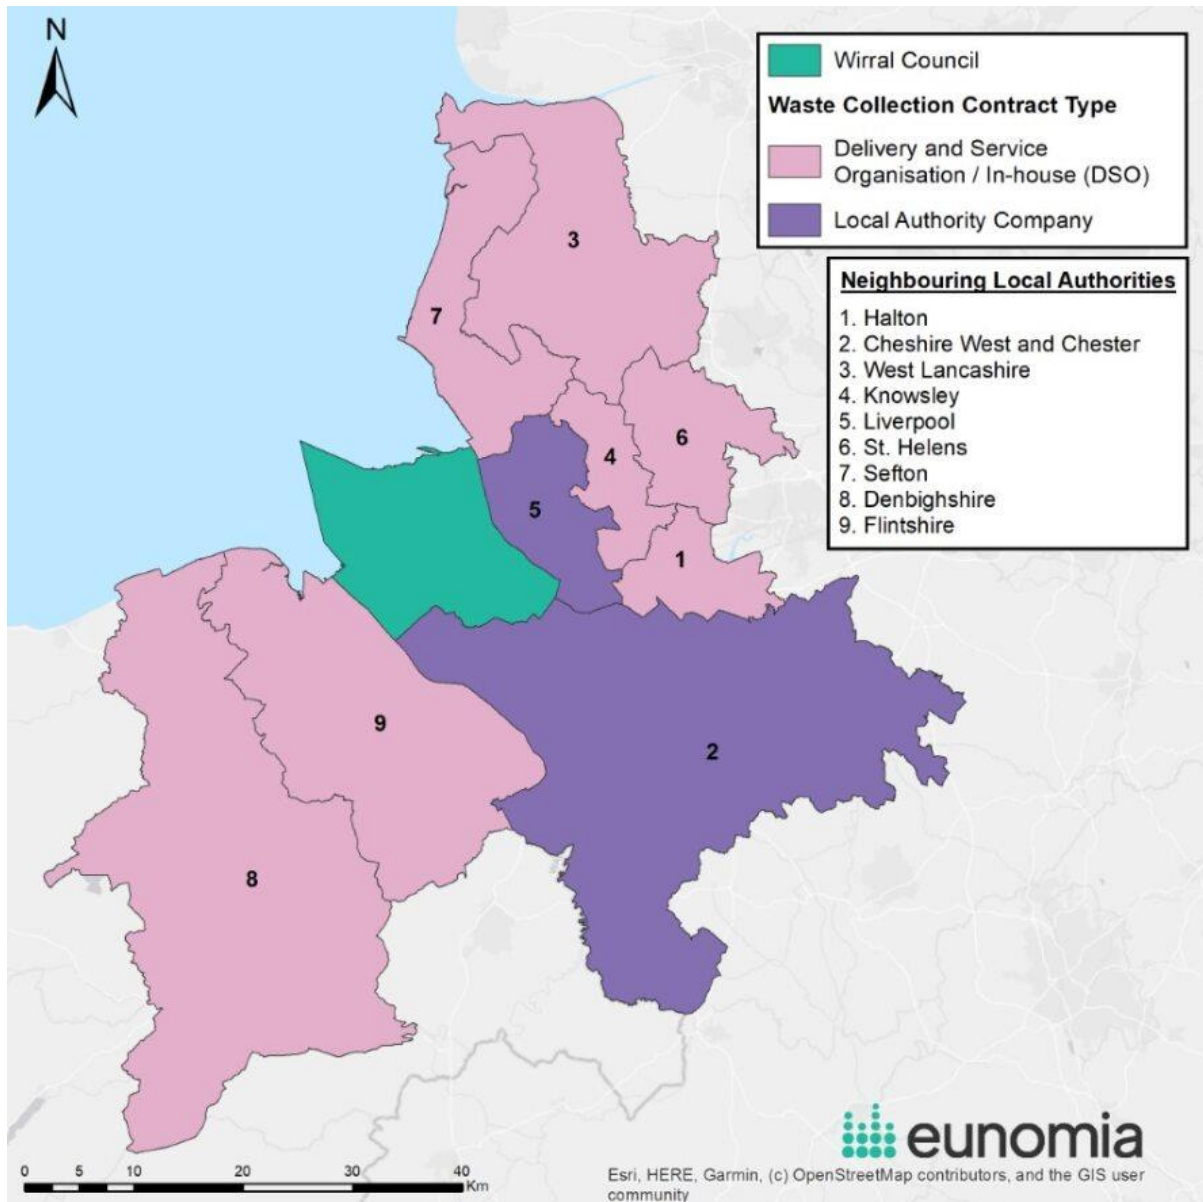 N
Wirral Council
Waste Collection Contract Type
Delivery and Service
Organisation / In-house (DSO)
Local Authority Company
Neighbouring Local Authorities
1. Halton
2. Cheshire West and Chester
3. West Lancashire
4. Knowsley
5. Liverpool
6. St. Helens
7. Sefton
8. Denbighshire
9. Flintshire
3
7
6
4
5
1
9
2
8
eunomia
0 5 10 20 30 40
Km
Esri, HERE, Garmin, (c) OpenStreetMap contributors, and the GIS user
community